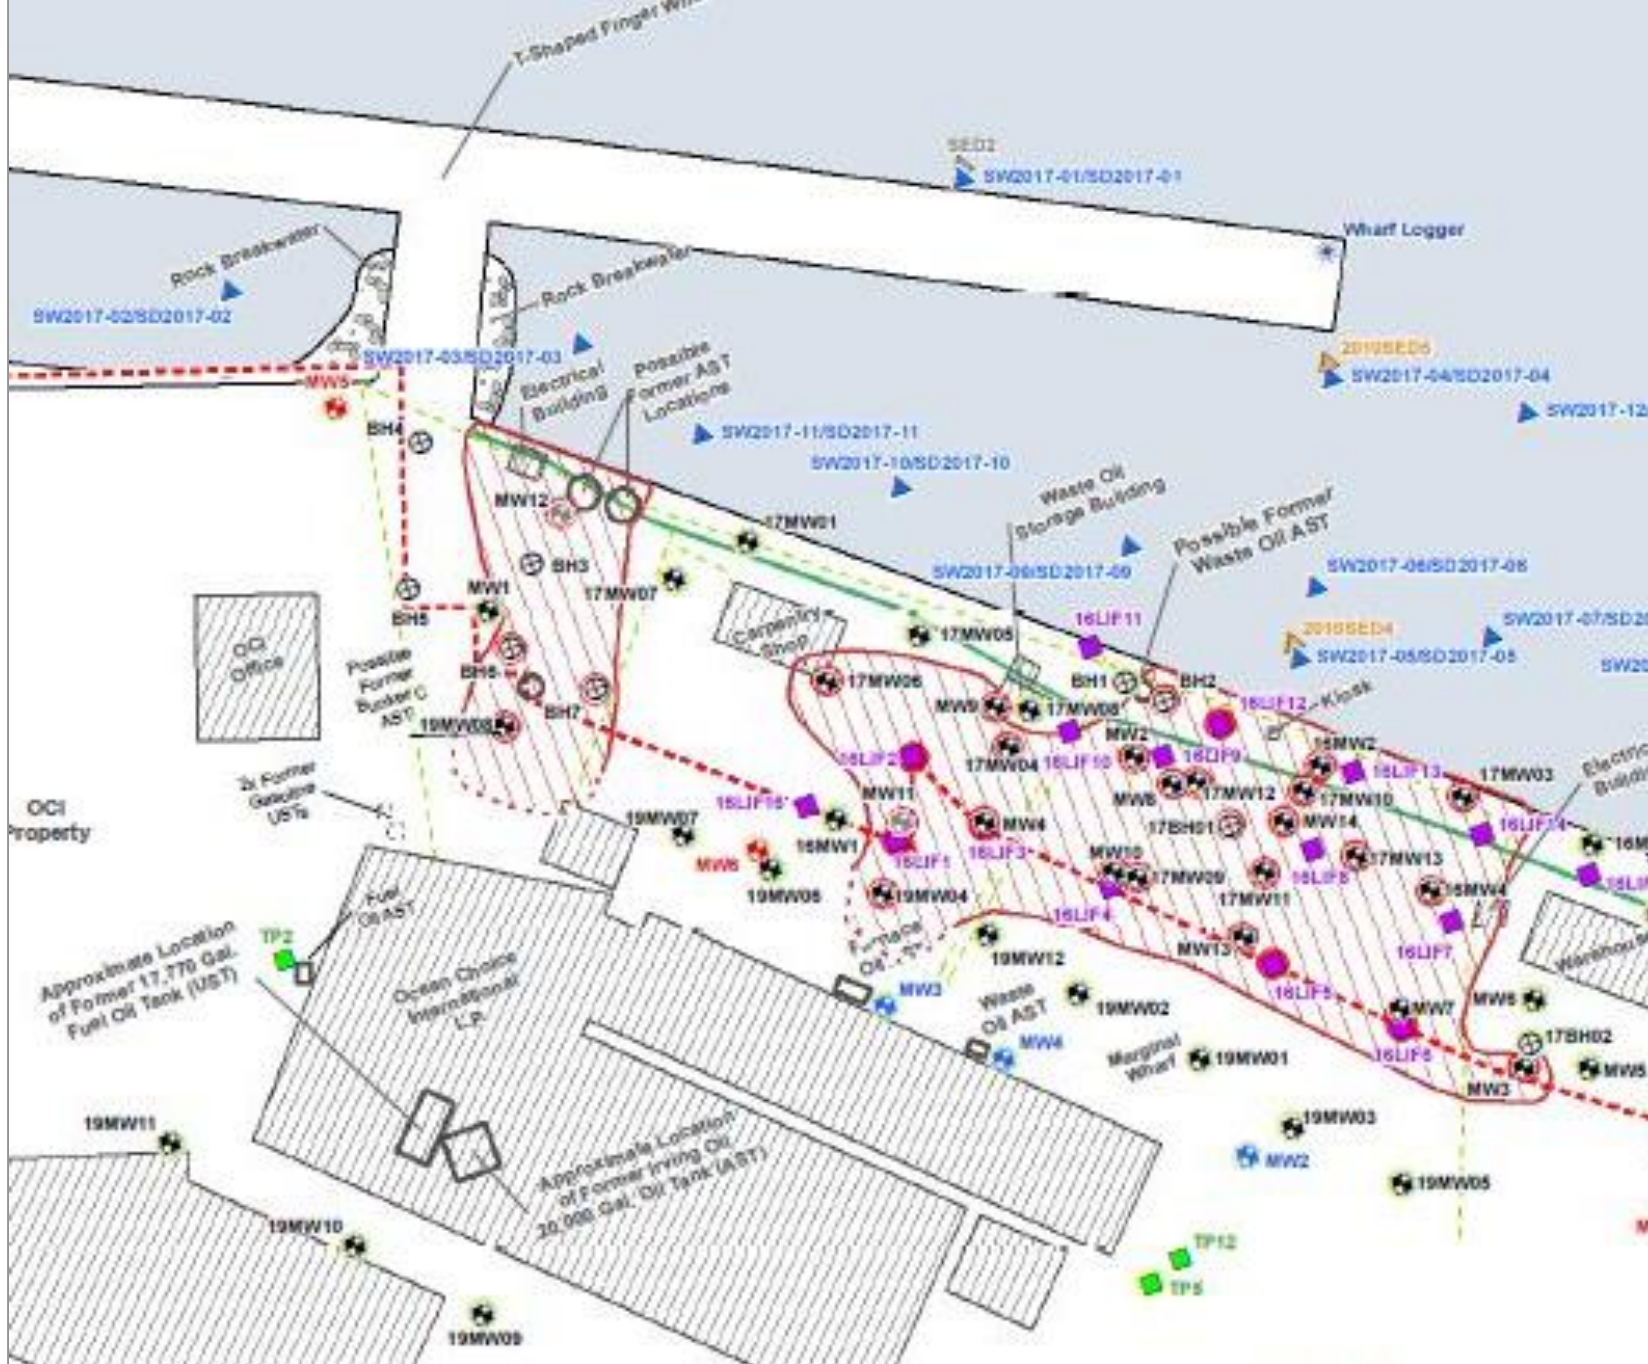 T-Shaped Finger
SED2
SW2017-01/SD2017-01
Wharf Logger
Rock Breakwater
SW2017-02/SD2017-02
Rock Breakwater
SW2017-03/SD2017-03
2010SED5
SW2017-04/SD2017-04
SW2017-12/
MW5
BH4
Electrical
Building
Possible
Former AST
Locations
SW2017-11/SD2017-11
SW2017-10/SD2017-10
MW12
17MW01
Waste Oil
Storage Building
Possible Former
Waste Oil AST
BH3
17MW07
SW2017-09/SD2017-09
SW2017-06/SD2017-06
BH5
MW1
Carpentry
Shop
17MW05
16LIF11
2010SED4
SW2017-05/SD2017-05
SW2017-07/
OCI
Office
Possible
Former
Bunker C
AST
BH6
BH7
19MW08
17MW06
MW9
17MW08
BH1
BH2
16LIF12
Kiosk
16LIF2
17MW04
16LIF10
MW2
16LIF9
16MW2
16LIF13
17MW03
2x Former
Gasoline
USTs
OCI
Property
MW11
17MW12
17MW10
19MW07
16MW1
16LIF1
MW4
16LIF3
17BH01
MW14
16LIF14
MW6
19MW06
19MW04
MW10
17MW09
16LIF4
17MW11
16LIF8
17MW13
16MW4
16LIF7
Fuel
Oil AST
TP2
Approximate Location
of Former 17,770 Gal.
Fuel Oil Tank (UST)
Ocean Choice
International
L.P.
Furnace
19MW12
MW13
16LIF5
Warehouse
MW3
Waste
Oil AST
19MW02
MW7
MW6
17BH02
MW4
Marginal
Wharf
19MW01
16LIF6
MW3
MW5
19MW11
Approximate Location
of Former Irving Oil
20,000 Gal. Oil Tank (AST)
19MW03
MW2
19MW05
19MW10
TP12
TP5
19MW09